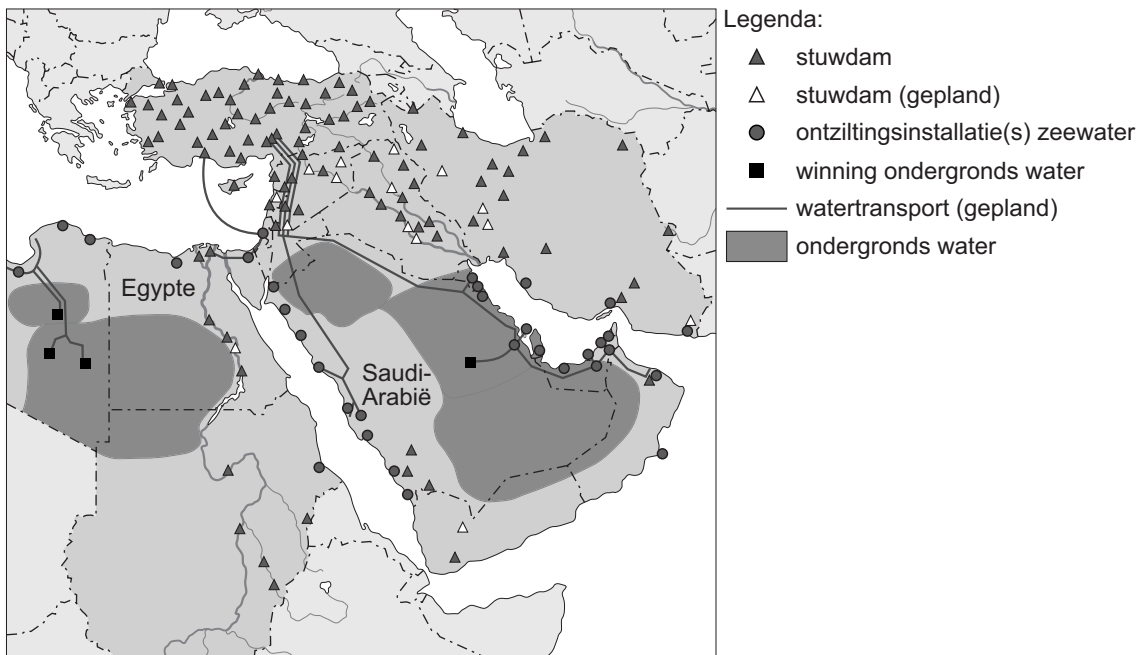 Legenda:
stuwdam
stuwdam (gepland)
ontziltingsinstallatie(s) zeewater
winning ondergronds water
watertransport (gepland)
ondergronds water
Egypte
Saudi-
Arabië